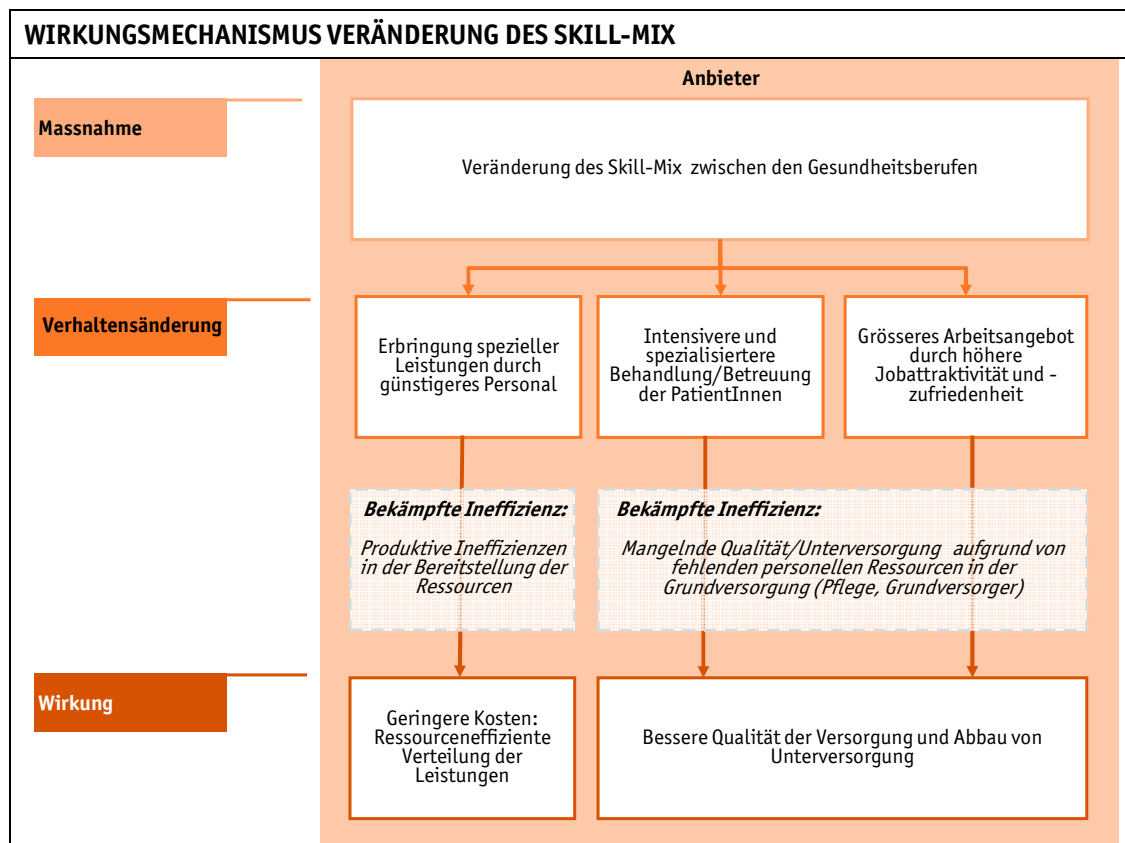 WIRKUNGSMECHANISMUS VERÄNDERUNG DES SKILL-MIX
Anbieter
Massnahme
Veränderung des Skill-Mix zwischen den Gesundheitsberufen
Verhaltensänderung
Erbringung spezieller
Leistungen durch
günstigeres Personal
Intensivere und
spezialisiertere
Behandlung/Betreuung
der PatientInnen
Grösseres Arbeitsangebot
durch höhere
Jobattraktivität und -
zufriedenheit
Bekämpfte Ineffizienz:
Produktive Ineffizienzen
in der Bereitstellung der
Ressourcen
Bekämpfte Ineffizienz:
Mangelnde Qualität/Unterversorgung aufgrund von
fehlenden personellen Ressourcen in der
Grundversorgung (Pflege, Grundversorger)
Wirkung
Geringere Kosten:
Ressourceneffiziente
Verteilung der
Leistungen
Bessere Qualität der Versorgung und Abbau von
Unterversorgung